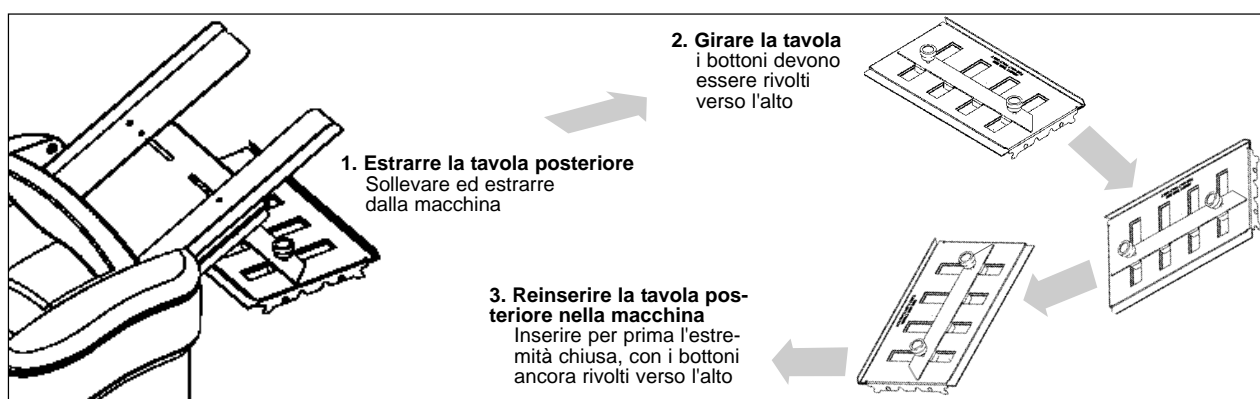 1. Estrarre la tavola posteriore
Sollevare ed estrarre
dalla macchina
2. Girare la tavola
i bottoni devono
essere rivolti
verso l'alto
3. Reinserire la tavola pos-
teriore nella macchina
Inserire per prima l'estre-
mità chiusa, con i bottoni
ancora rivolti verso l'alto